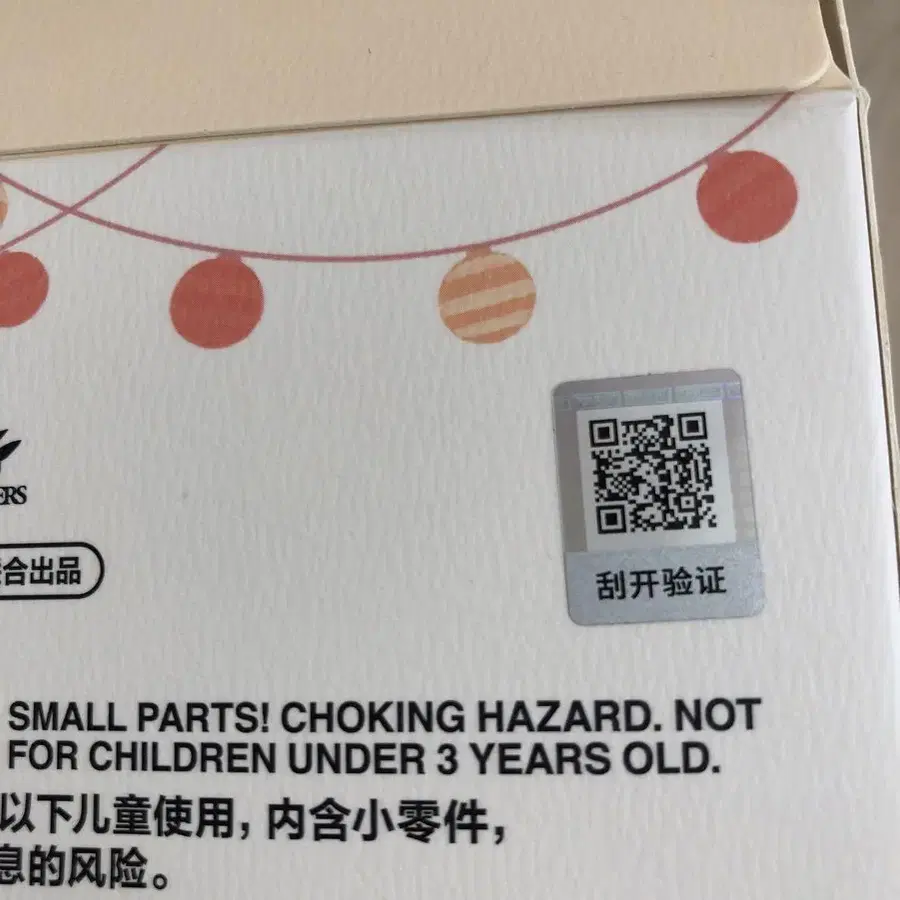 ERS
合出品
刮开验证
SMALL PARTS! CHOKING HAZARD. NOT
FOR CHILDREN UNDER 3 YEARS OLD.
以下儿童使用，内含小零件，
息的风险。